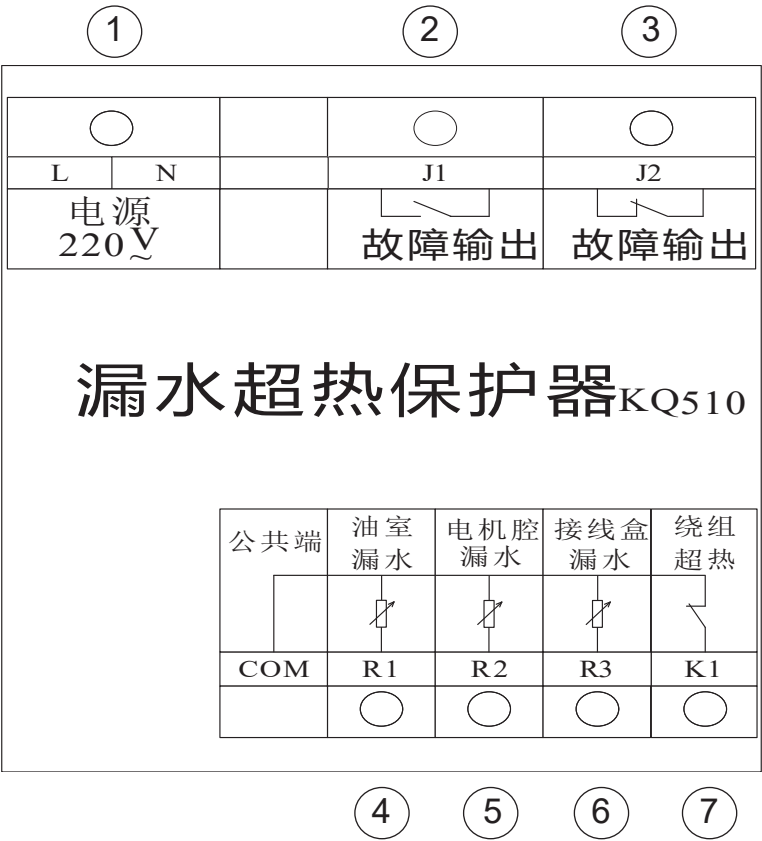 ① ② ③
L N J1 J2
电源 220V~ 故障输出 故障输出
漏水超热保护器KQ510
公共端 油室漏水 电机腔漏水 接线盒漏水 绕组超热
COM R1 R2 R3 K1
④ ⑤ ⑥ ⑦